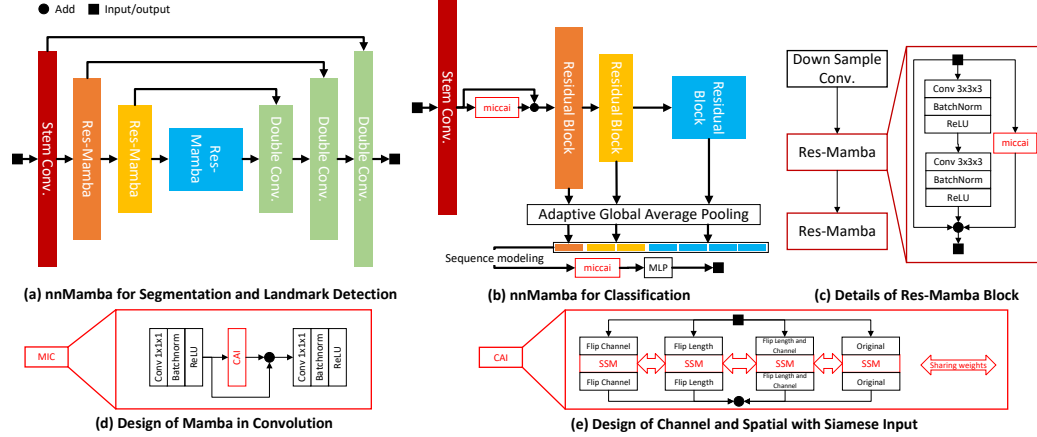 Add
Input/output
Stem Conv.
Res-Mamba
Res-Mamba
Res-
Mamba
Double Conv.
Double Conv.
Double Conv.
(a) nnMamba for Segmentation and Landmark Detection
Stem Conv.
miccai
Residual Block
Residual Block
Residual
Block
Adaptive Global Average Pooling
Sequence modeling
miccai
MLP
(b) nnMamba for Classification
Down Sample
Conv.
Res-Mamba
Res-Mamba
Conv 3x3x3
BatchNorm
ReLU
Conv 3x3x3
BatchNorm
ReLU
miccai
(c) Details of Res-Mamba Block
MIC
Conv 1x1x1
Batchnorm
ReLU
CAI
Conv 1x1x1
Batchnorm
ReLU
(d) Design of Mamba in Convolution
CAI
Flip Channel
SSM
Flip Channel
Flip Length
SSM
Flip Length
Flip Length and
Channel
SSM
Flip Length and
Channel
Original
SSM
Original
Sharing
weights
(e) Design of Channel and Spatial with Siamese Input